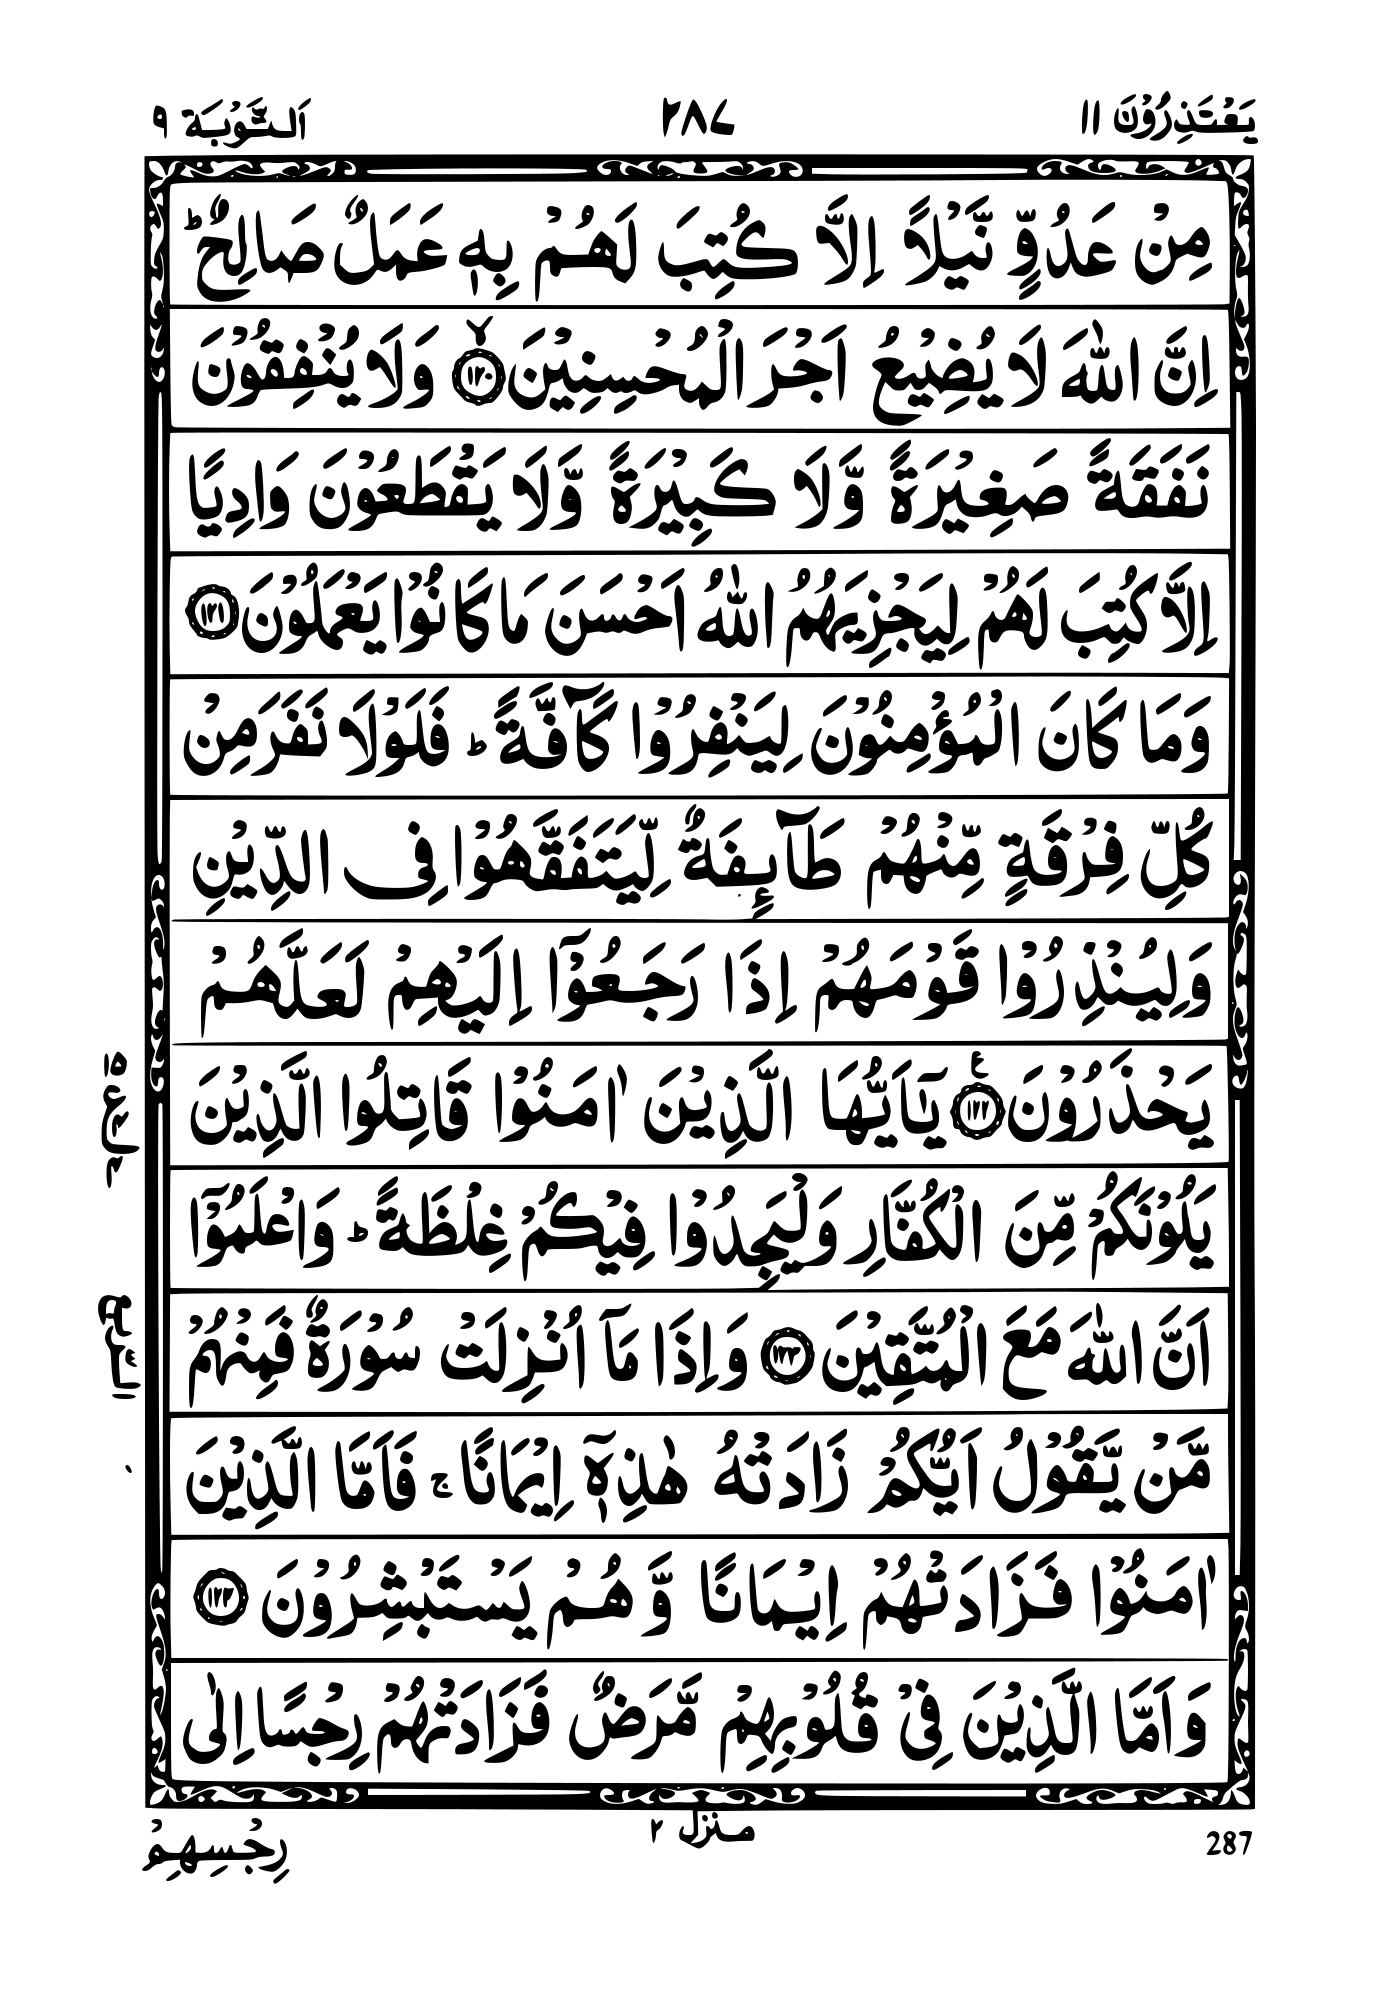 يَعْتَذِرُوْنَ ١١ ٢٨٧ اَلتَّوْبَة ٩
مِنْ عَدُوٍّ نَّيْلًا اِلَّا كُتِبَ لَهُمْ بِهٖ عَمَلٌ صَالِحٌ ؕ
اِنَّ اللّٰهَ لَا يُضِيْعُ اَجْرَ الْمُحْسِنِيْنَ ۙ﴿١٢٠﴾ وَلَا يُنْفِقُوْنَ
نَفَقَةً صَغِيْرَةً وَّلَا كَبِيْرَةً وَّلَا يَقْطَعُوْنَ وَادِيًا
اِلَّا كُتِبَ لَهُمْ لِيَجْزِيَهُمُ اللّٰهُ اَحْسَنَ مَا كَانُوْا يَعْمَلُوْنَ ﴿١٢١﴾
وَمَا كَانَ الْمُؤْمِنُوْنَ لِيَنْفِرُوْا كَآفَّةً ؕ فَلَوْلَا نَفَرَ مِنْ
كُلِّ فِرْقَةٍ مِّنْهُمْ طَآىِٕفَةٌ لِّيَتَفَقَّهُوْا فِى الدِّيْنِ
وَلِيُنْذِرُوْا قَوْمَهُمْ اِذَا رَجَعُوْۤا اِلَيْهِمْ لَعَلَّهُمْ
يَحْذَرُوْنَ ﴿١٢٢﴾ ع يٰۤاَيُّهَا الَّذِيْنَ اٰمَنُوْا قَاتِلُوا الَّذِيْنَ
يَلُوْنَكُمْ مِّنَ الْكُفَّارِ وَلْيَجِدُوْا فِيْكُمْ غِلْظَةً ؕ وَاعْلَمُوْۤا
اَنَّ اللّٰهَ مَعَ الْمُتَّقِيْنَ ﴿١٢٣﴾ وَاِذَا مَاۤ اُنْزِلَتْ سُوْرَةٌ فَمِنْهُمْ
مَّنْ يَّقُوْلُ اَيُّكُمْ زَادَتْهُ هٰذِهٖۤ اِيْمَانًا ۚ فَاَمَّا الَّذِيْنَ
اٰمَنُوْا فَزَادَتْهُمْ اِيْمَانًا وَّهُمْ يَسْتَبْشِرُوْنَ ﴿١٢٤﴾
وَاَمَّا الَّذِيْنَ فِيْ قُلُوْبِهِمْ مَّرَضٌ فَزَادَتْهُمْ رِجْسًا اِلٰى
287 منزل ٢ رِجْسِهِمْ